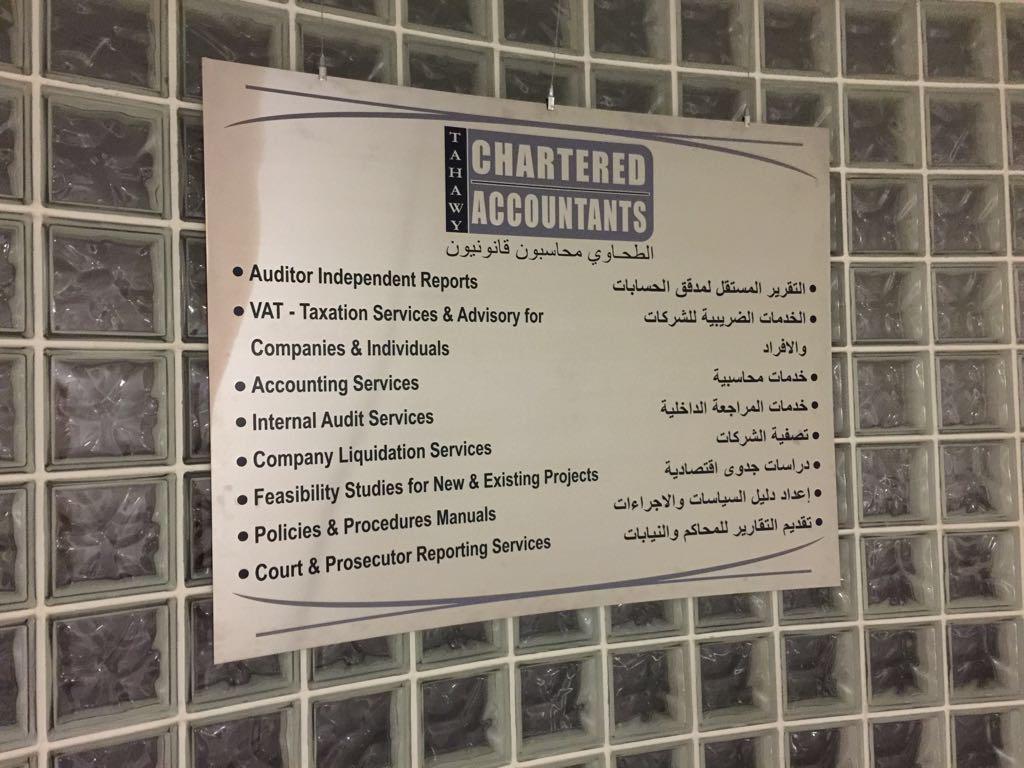 TAHAWY
CHARTERED
ACCOUNTANTS
الطحاوي محاسبون قانونيون
• Auditor Independent Reports
• VAT - Taxation Services & Advisory for
Companies & Individuals
• Accounting Services
• Internal Audit Services
• Company Liquidation Services
• Feasibility Studies for New & Existing Projects
• Policies & Procedures Manuals
• Court & Prosecutor Reporting Services
• التقرير المستقل لمدقق الحسابات
• الخدمات الضريبية للشركات
والافراد
• خدمات محاسبية
• خدمات المراجعة الداخلية
• تصفية الشركات
• دراسات جدوى اقتصادية
• إعداد دليل السياسات والاجراءات
• تقديم التقارير للمحاكم والنيابات